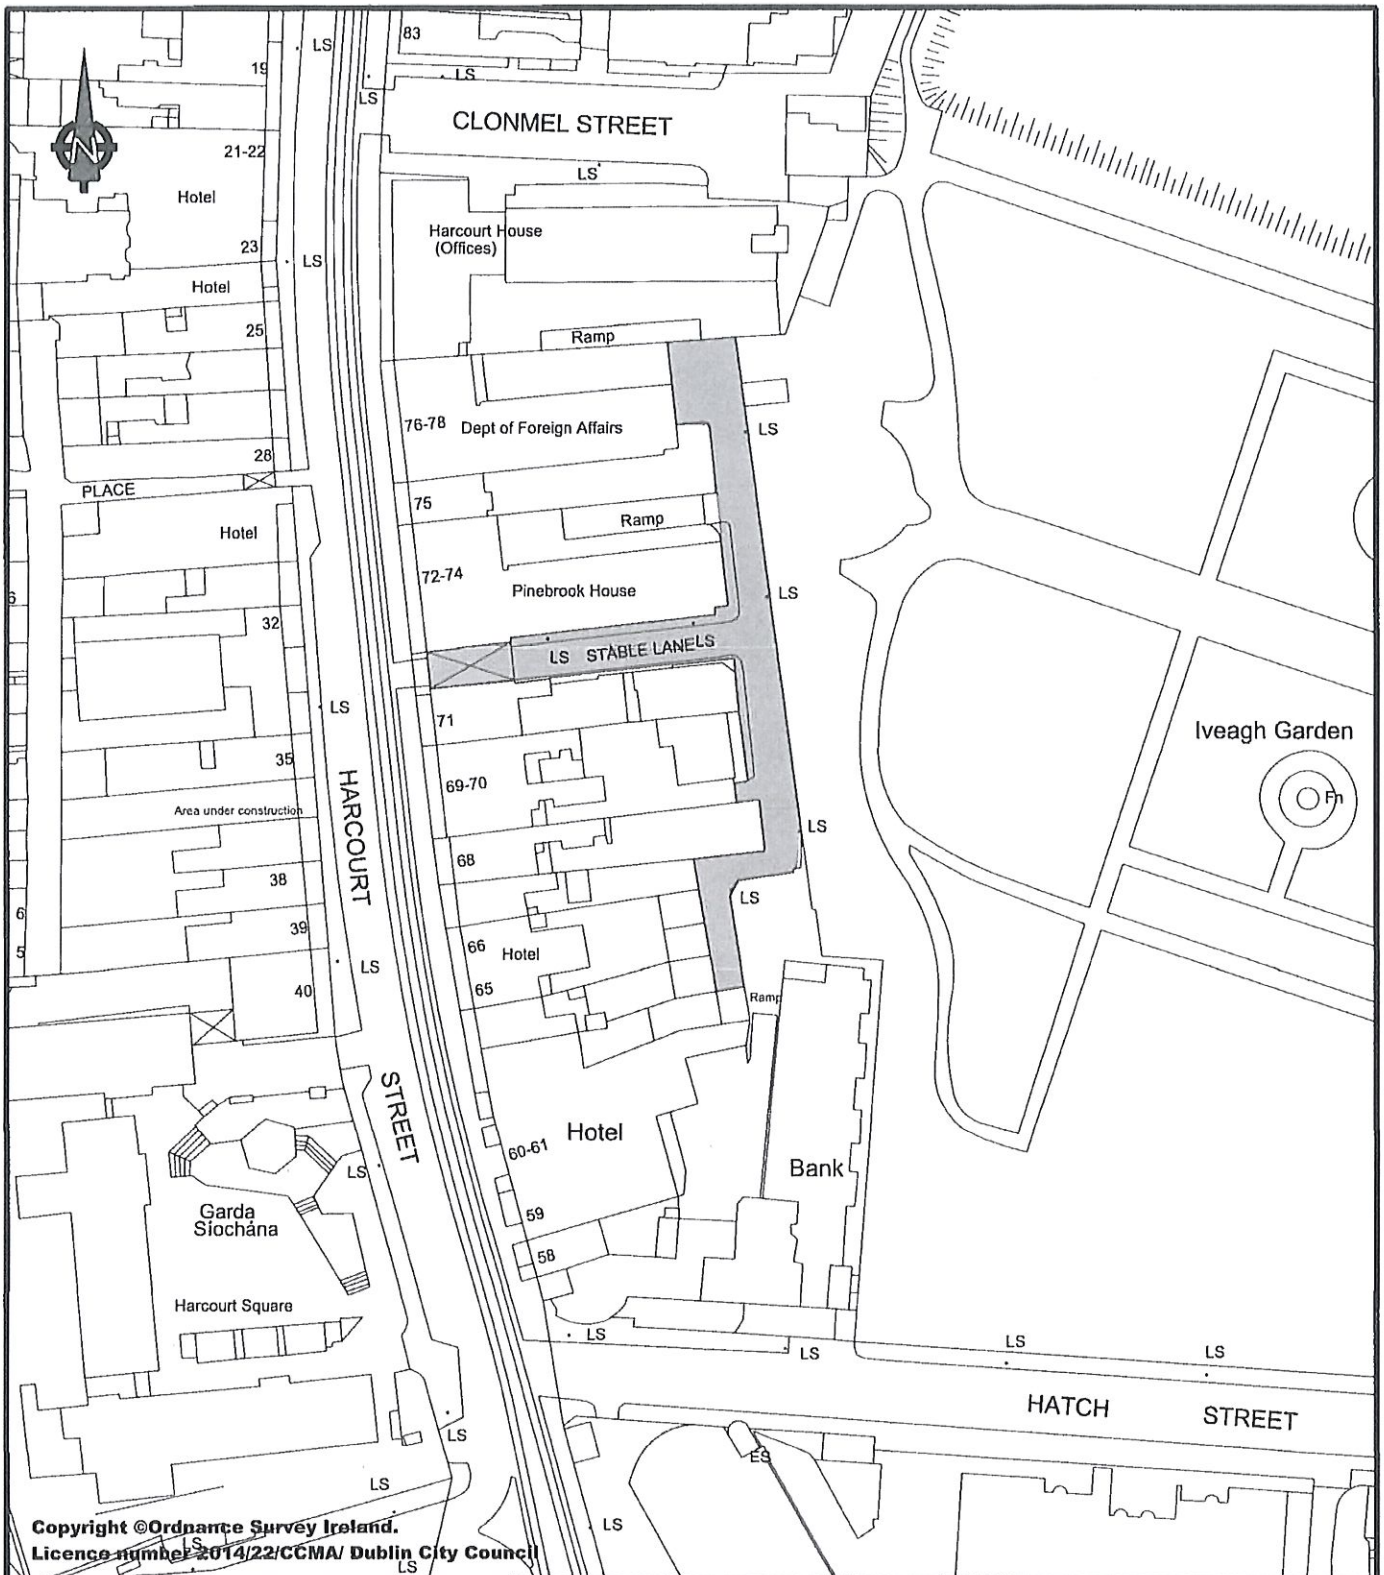 83
LS
19
LS
LS
CLONMEL STREET
N
21-22
LS
Hotel
Harcourt House
(Offices)
23
LS
Hotel
25
Ramp
76-78
Dept of Foreign Affairs
LS
28
PLACE
75
Ramp
Hotel
72-74
Pinebrook House
LS
32
LS STABLE LANE LS
LS
71
Iveagh Garden
35
69-70
Fn
Area under construction
LS
68
38
LS
6
39
66
Hotel
5
LS
65
40
Ramp
HARCOURT
STREET
Hotel
60-61
Bank
LS
Garda
Síochána
59
58
Harcourt Square
LS
LS
LS
LS
HATCH STREET
LS
ES
LS
LS
Copyright ©Ordnance Survey Ireland.
LS
Licence number 2014/22/CCMA/ Dublin City Council
LS